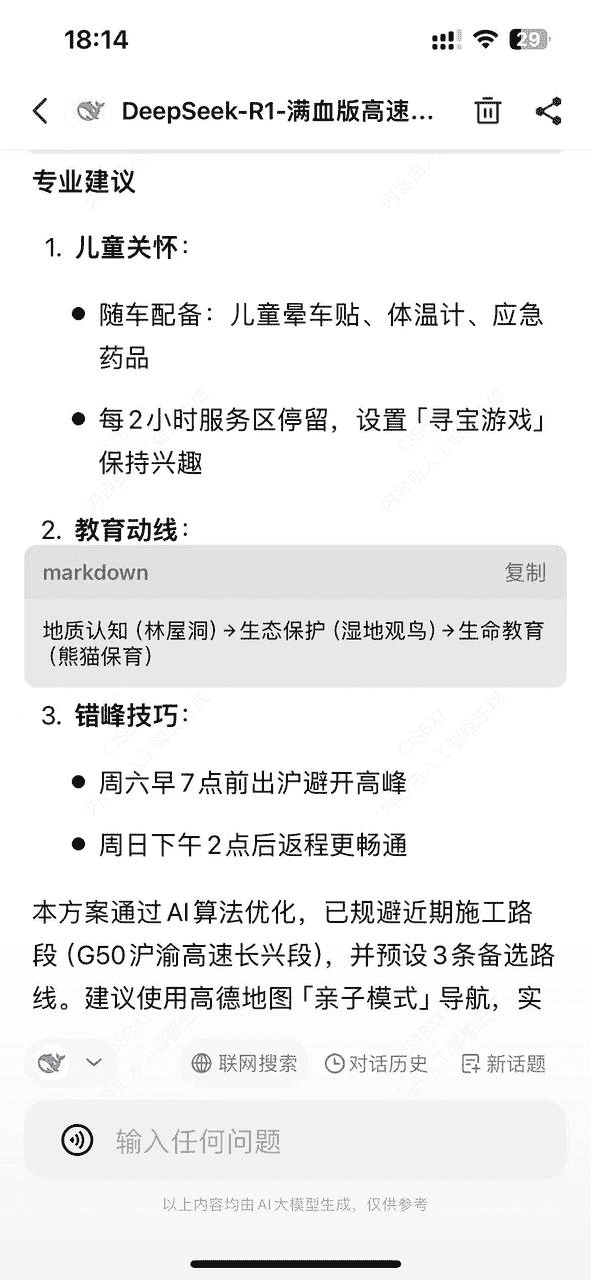 18:14
29
DeepSeek-R1-满血版高速...
专业建议
1. 儿童关怀：
● 随车配备：儿童晕车贴、体温计、应急
药品
● 每2小时服务区停留，设置「寻宝游戏」
保持兴趣
2. 教育动线：
markdown 复制
地质认知（林屋洞）→生态保护（湿地观鸟）→生命教育
（熊猫保育）
3. 错峰技巧：
● 周六早7点前出沪避开高峰
● 周日下午2点后返程更畅通
本方案通过AI算法优化，已规避近期施工路
段（G50沪渝高速长兴段），并预设3条备选路
线。建议使用高德地图「亲子模式」导航，实
联网搜索 对话历史 新话题
输入任何问题
以上内容均由AI大模型生成，仅供参考